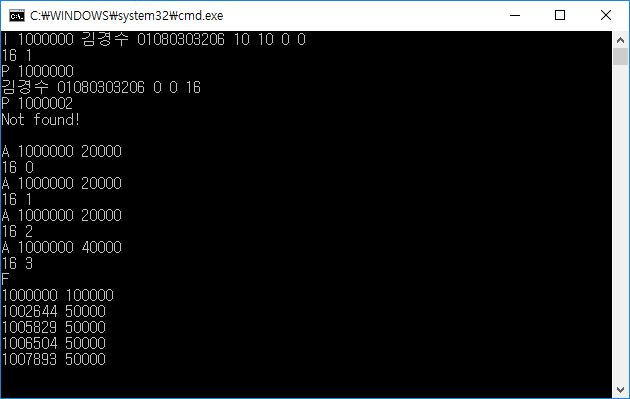 C:₩WINDOWS₩system32₩cmd.exe
I 1000000 김경수 01080303206 10 10 0 0
16 1
P 1000000
김경수 01080303206 0 0 16
P 1000002
Not found!
A 1000000 20000
16 0
A 1000000 20000
16 1
A 1000000 20000
16 2
A 1000000 40000
16 3
F
1000000 100000
1002644 50000
1005829 50000
1006504 50000
1007893 50000